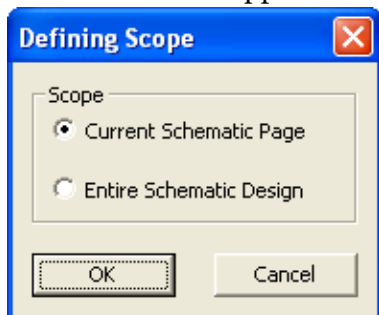 Defining Scope
Scope
Current Schematic Page
Entire Schematic Design
OK Cancel